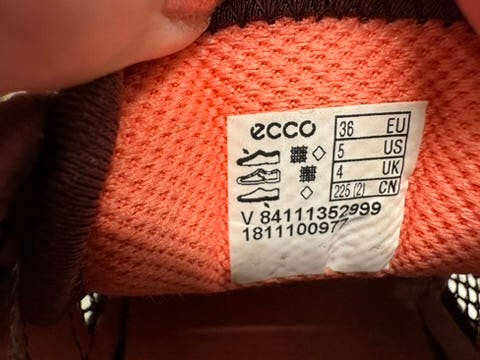 ecco
36 EU
5 US
4 UK
225(2) CN
V 84111352999
1811100977